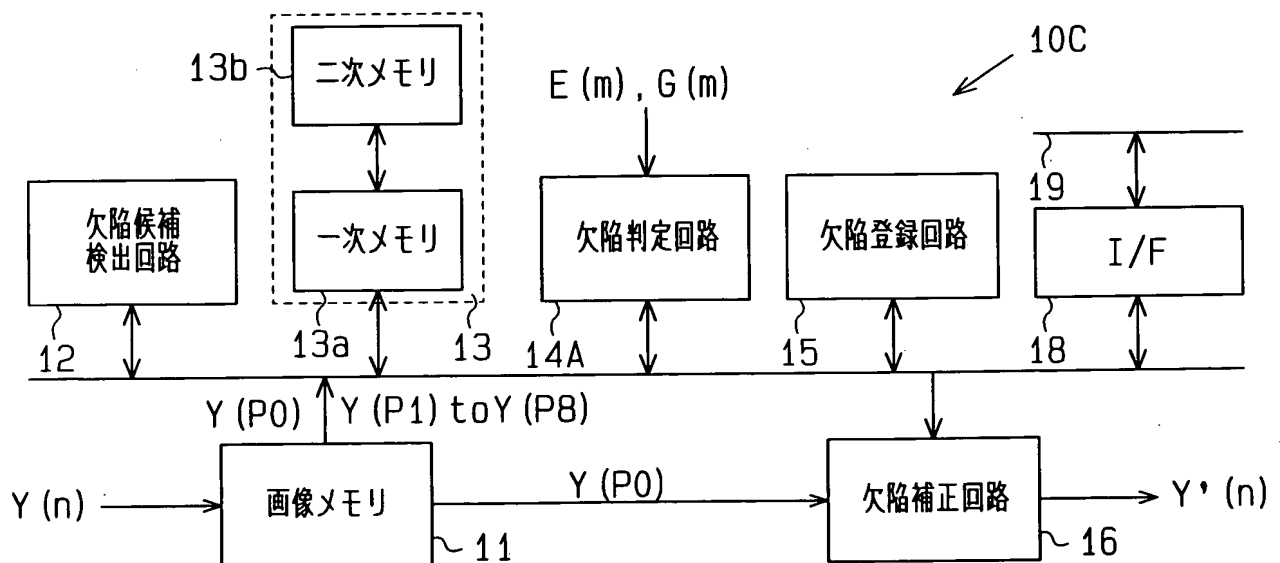 10C
13b
二次メモリ
E(m),G(m)
欠陥候補
検出回路
一次メモリ
欠陥判定回路
欠陥登録回路
19
I/F
12
13a
13
14A
15
18
Y(P0)
Y(P1)toY(P8)
Y(n)
画像メモリ
Y(P0)
欠陥補正回路
Y'(n)
11
16